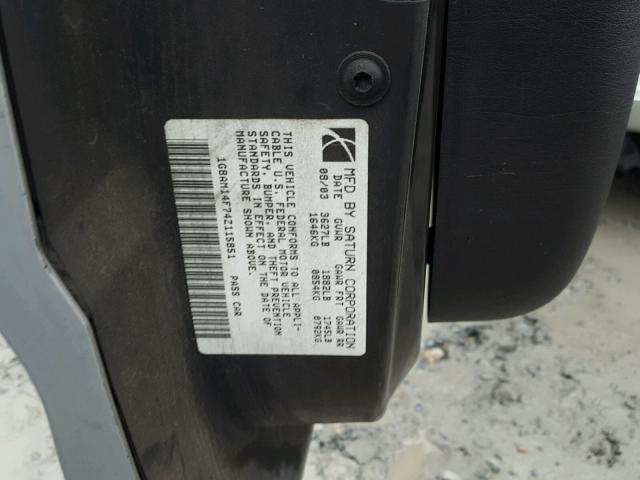 MFD BY SATURN CORPORATION
DATE GVWR GAWR FRT GAWR RR
08/03 3627LB 1882LB 1745LB
1646KG 0854KG 0792KG
THIS VEHICLE CONFORMS TO ALL APPLI-
CABLE U.S. FEDERAL MOTOR VEHICLE
SAFETY, BUMPER, AND THEFT PREVENTION
STANDARDS IN EFFECT ON THE DATE OF
MANUFACTURE SHOWN ABOVE.
1G8AM14F74Z115851 PASS CAR